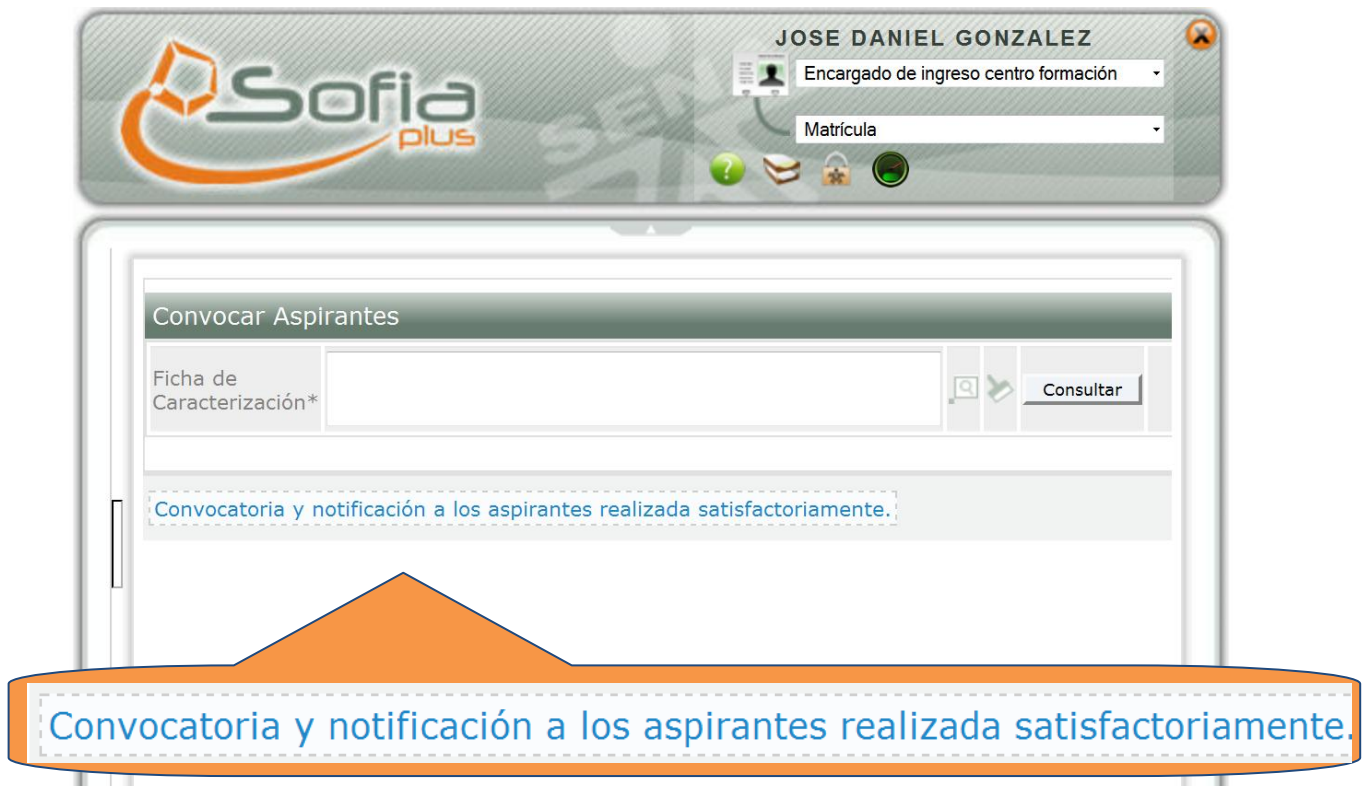 JOSE DANIEL GONZALEZ
Sofia
plus
Encargado de ingreso centro formación
Matrícula
SENA
?
Convocar Aspirantes
Ficha de
Caracterización*
Consultar
Convocatoria y notificación a los aspirantes realizada satisfactoriamente.
Convocatoria y notificación a los aspirantes realizada satisfactoriamente.